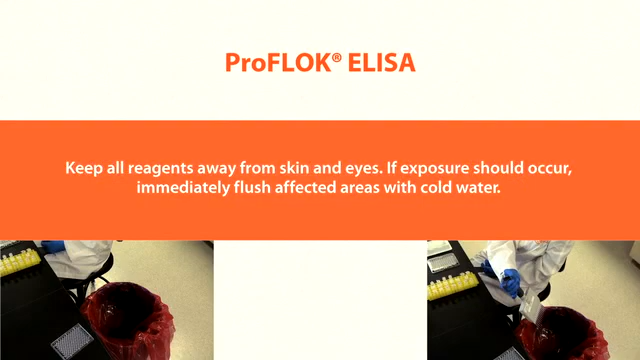 ProFLOK® ELISA
Keep all reagents away from skin and eyes. If exposure should occur,
immediately flush affected areas with cold water.